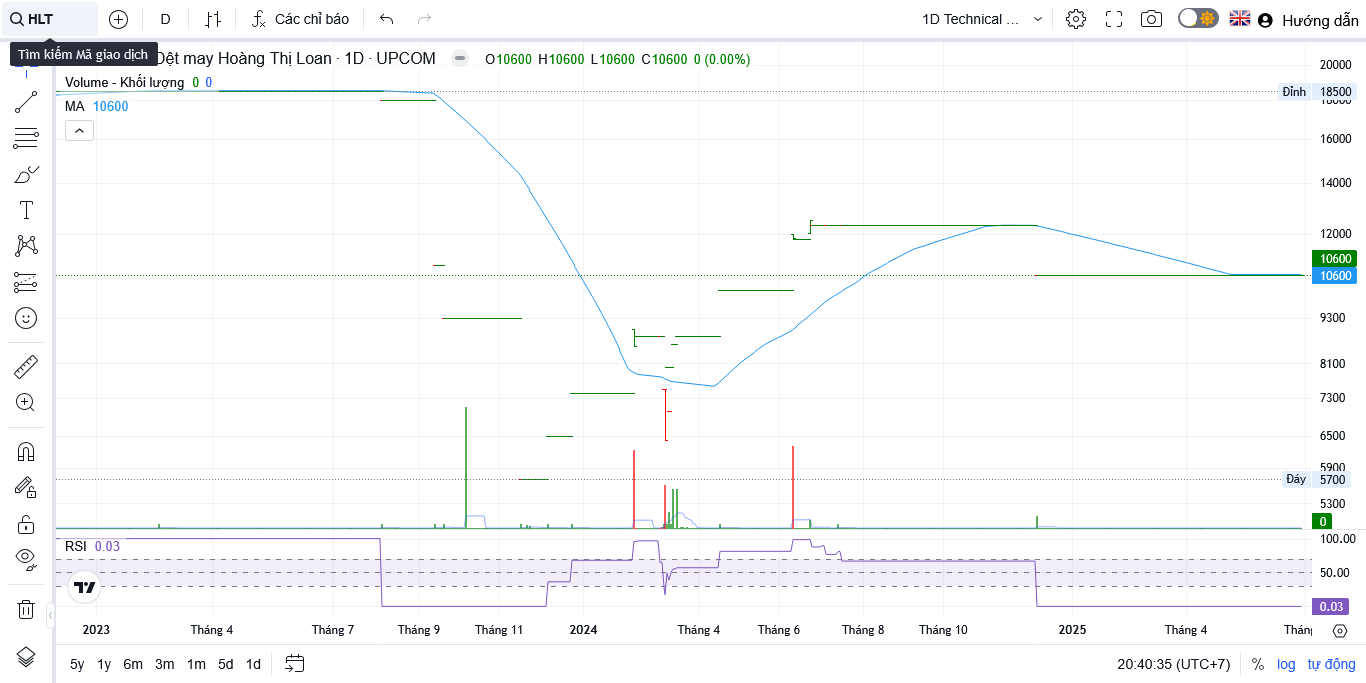 HLT
D
Các chỉ báo
1D Technical ...
Hướng dẫn
Tìm kiếm Mã giao dịch
Dệt may Hoàng Thị Loan · 1D · UPCOM
O10600 H10600 L10600 C10600 0 (0.00%)
Volume - Khối lượng 0 0
MA 10600
20000
Đỉnh 18500
18000
16000
14000
12000
10600
10600
9300
8100
7300
6500
5900
Đáy 5700
5300
0
RSI 0.03
100.00
50.00
0.03
2023
Tháng 4
Tháng 7
Tháng 9
Tháng 11
2024
Tháng 4
Tháng 6
Tháng 8
Tháng 10
2025
Tháng 4
Tháng
5y 1y 6m 3m 1m 5d 1d
20:40:35 (UTC+7)
% log tự động